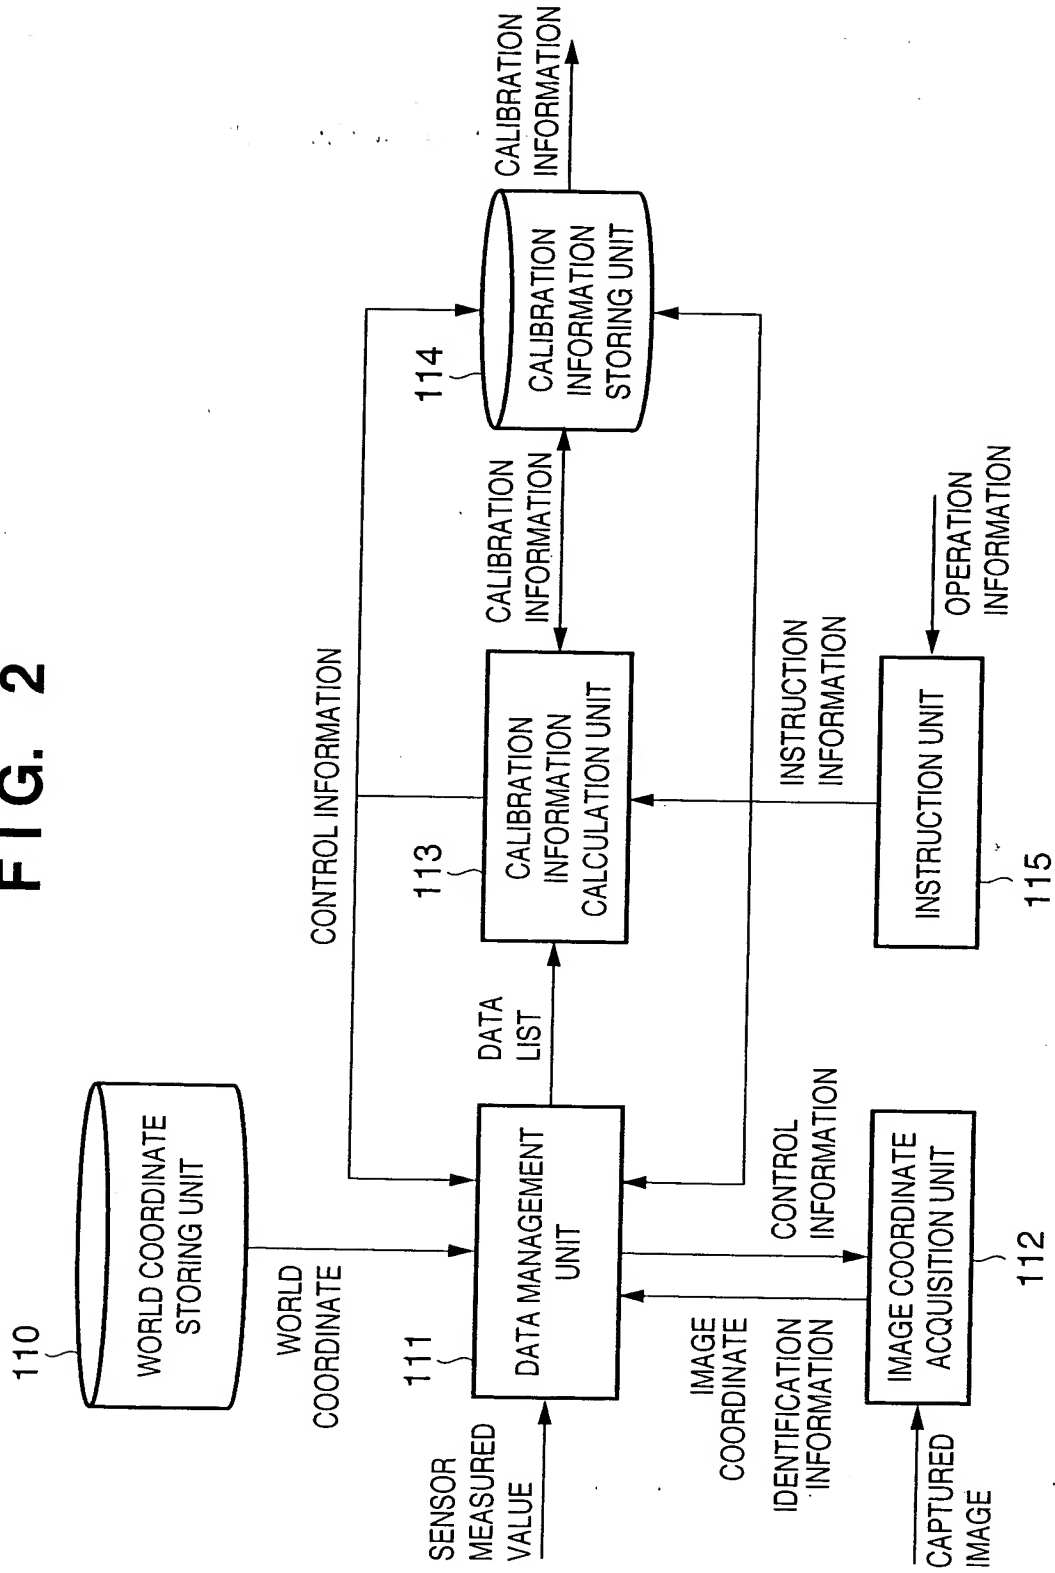 FIG. 2
110
WORLD COORDINATE
STORING UNIT
WORLD
COORDINATE
CONTROL INFORMATION
SENSOR
MEASURED
VALUE
111
DATA MANAGEMENT
UNIT
DATA
LIST
113
CALIBRATION
INFORMATION
CALCULATION UNIT
CALIBRATION
INFORMATION
114
CALIBRATION
INFORMATION
STORING UNIT
CALIBRATION
INFORMATION
IMAGE
COORDINATE
IDENTIFICATION
INFORMATION
CONTROL
INFORMATION
INSTRUCTION
INFORMATION
CAPTURED
IMAGE
IMAGE COORDINATE
ACQUISITION UNIT
112
INSTRUCTION UNIT
115
OPERATION
INFORMATION